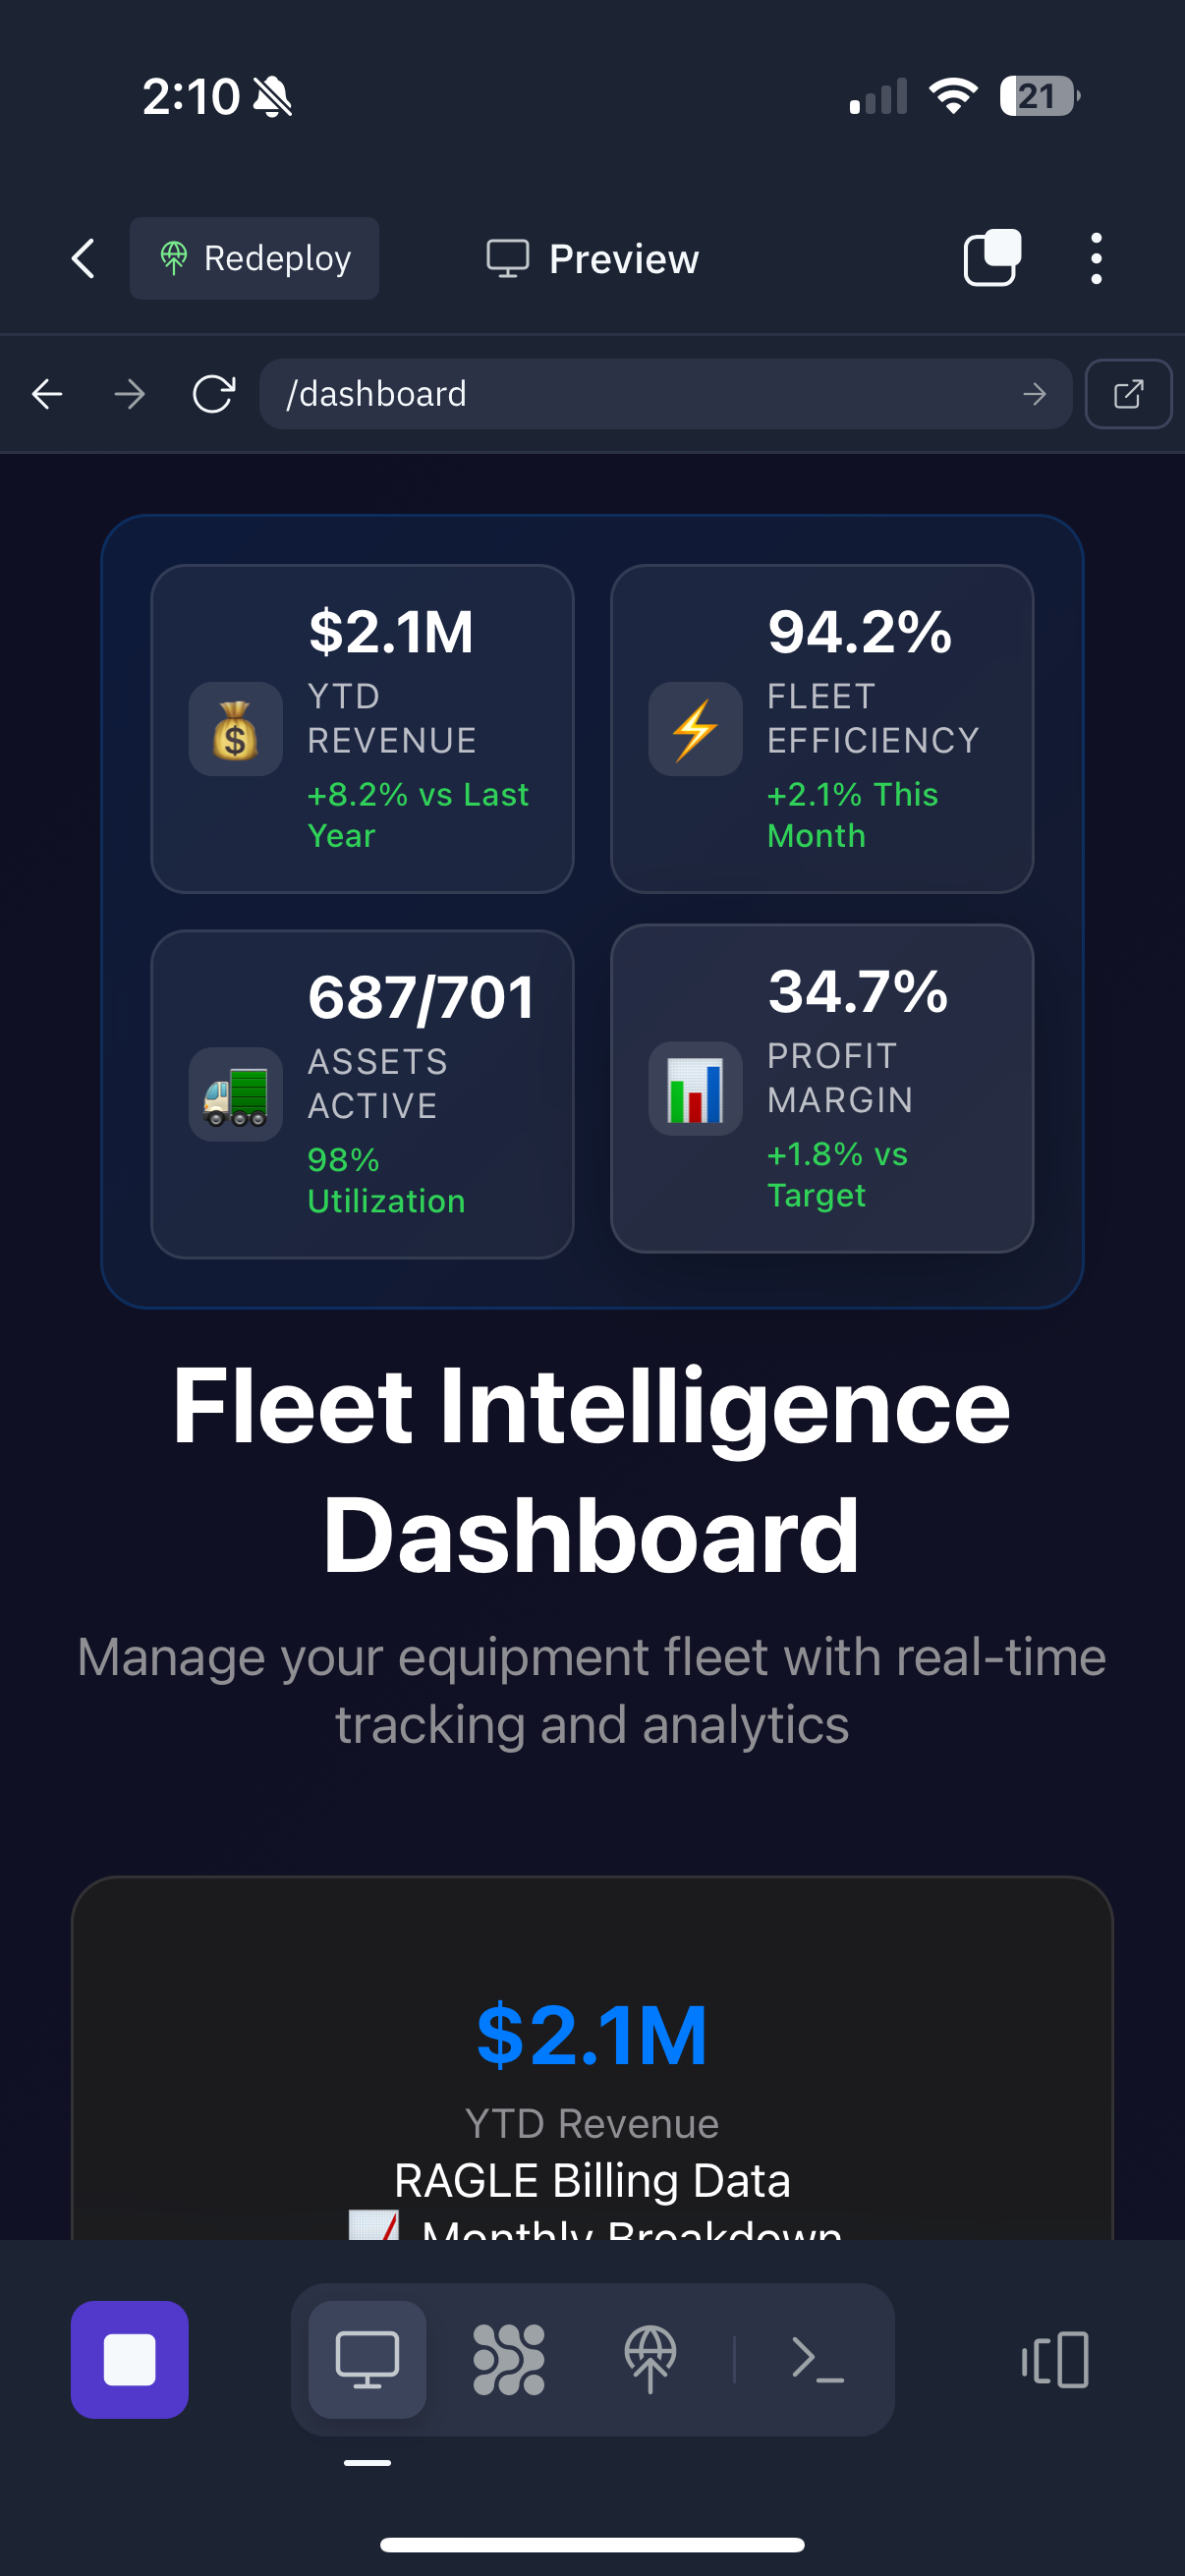 2:10
21
Redeploy
Preview
/dashboard
$2.1M
YTD
REVENUE
+8.2% vs Last
Year
94.2%
FLEET
EFFICIENCY
+2.1% This
Month
687/701
ASSETS
ACTIVE
98%
Utilization
34.7%
PROFIT
MARGIN
+1.8% vs
Target
Fleet Intelligence
Dashboard
Manage your equipment fleet with real-time
tracking and analytics
$2.1M
YTD Revenue
RAGLE Billing Data
Monthly Breakdown